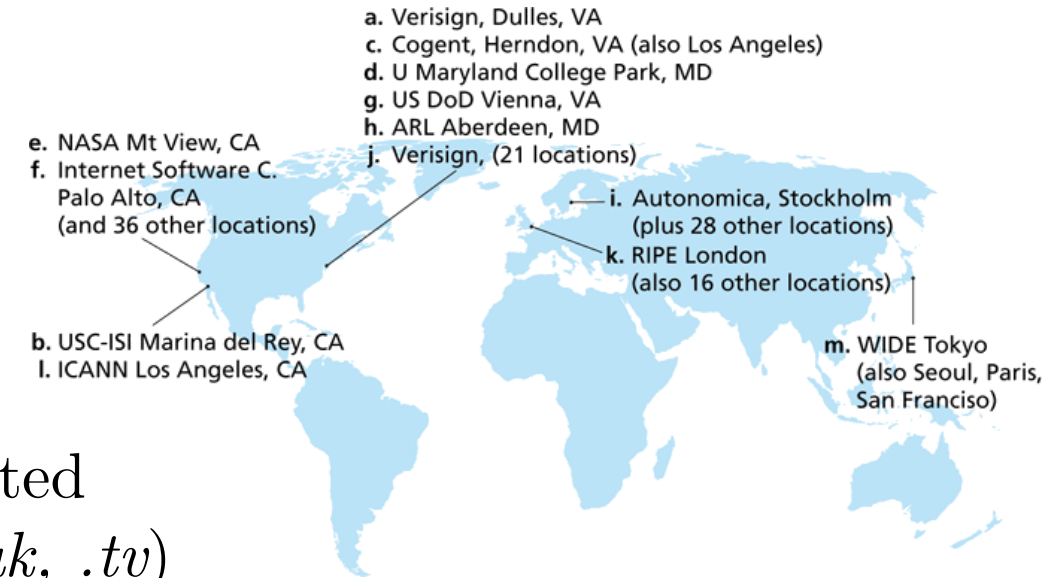 a. Verisign, Dulles, VA
c. Cogent, Herndon, VA (also Los Angeles)
d. U Maryland College Park, MD
g. US DoD Vienna, VA
h. ARL Aberdeen, MD
j. Verisign, (21 locations)
e. NASA Mt View, CA
f. Internet Software C.
Palo Alto, CA
(and 36 other locations)
i. Autonomica, Stockholm
(plus 28 other locations)
k. RIPE London
(also 16 other locations)
b. USC-ISI Marina del Rey, CA
l. ICANN Los Angeles, CA
m. WIDE Tokyo
(also Seoul, Paris,
San Franciso)
ted
k, .tv)